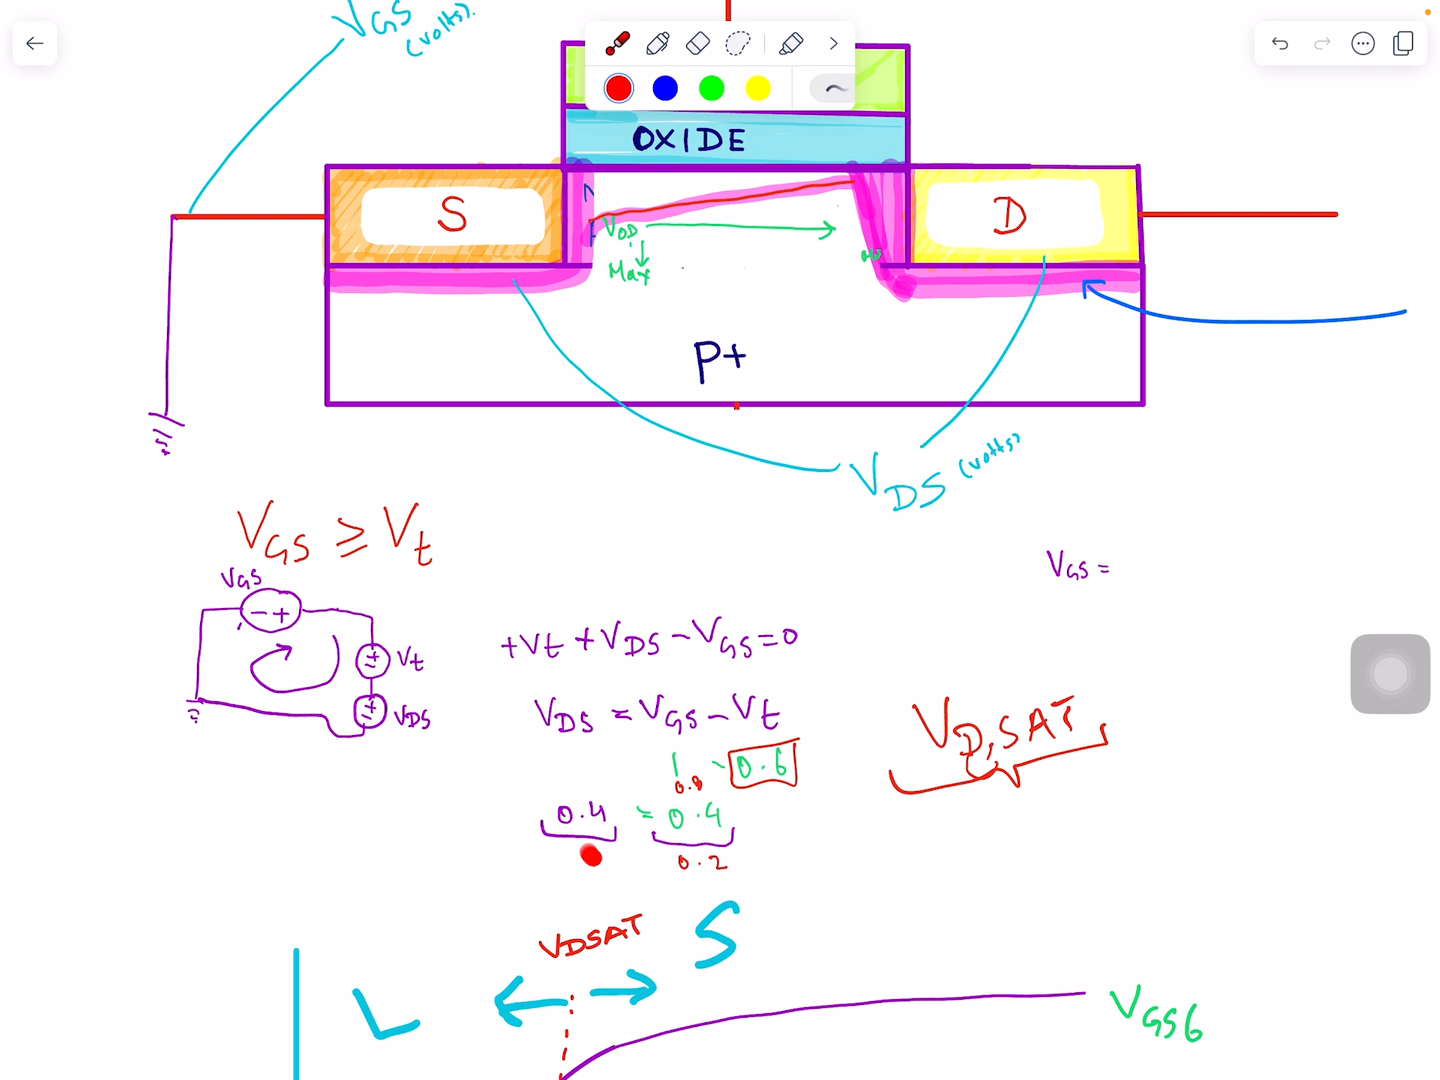 VGS
(volts).
OXIDE
S
D
VOD
Max
P+
VDS (volts)
VGS ≥ Vt
VGS
- +
Vt
VDS
VGS =
+Vt + VDS - VGS = 0
VDS = VGS - Vt
VD,SAT
1 - 0.6
0.8
0.4 = 0.4
0.2
VDSAT
S
L
VGS6